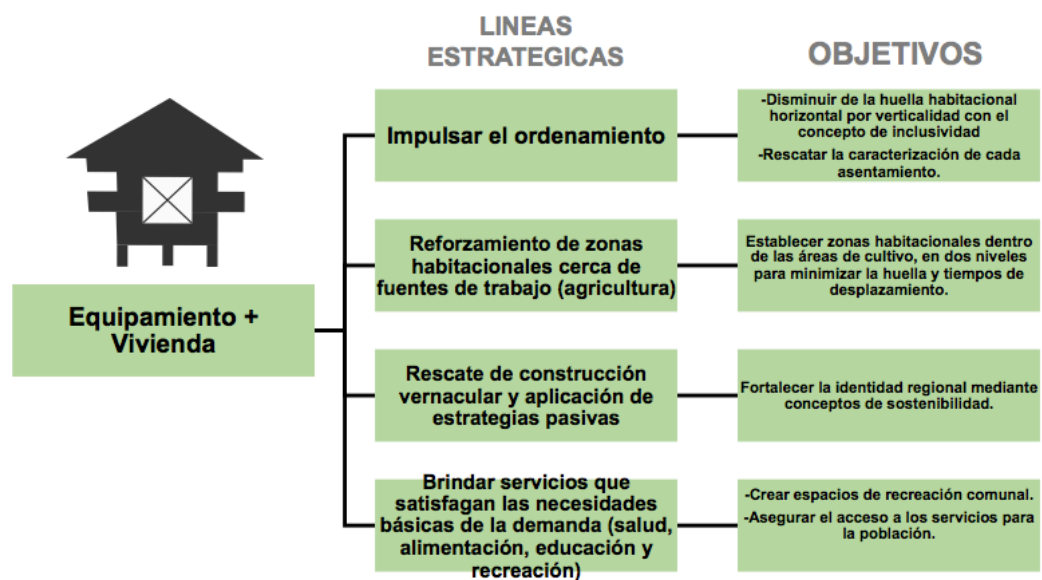 LINEAS
ESTRATEGICAS
OBJETIVOS
Equipamiento +
Vivienda
Impulsar el ordenamiento
-Disminuir de la huella habitacional
horizontal por verticalidad con el
concepto de inclusividad
-Rescatar la caracterización de cada
asentamiento.
Reforzamiento de zonas
habitacionales cerca de
fuentes de trabajo (agricultura)
Establecer zonas habitacionales dentro
de las áreas de cultivo, en dos niveles
para minimizar la huella y tiempos de
desplazamiento.
Rescate de construcción
vernacular y aplicación de
estrategias pasivas
Fortalecer la identidad regional mediante
conceptos de sostenibilidad.
Brindar servicios que
satisfagan las necesidades
básicas de la demanda (salud,
alimentación, educación y
recreación)
-Crear espacios de recreación comunal.
-Asegurar el acceso a los servicios para
la población.